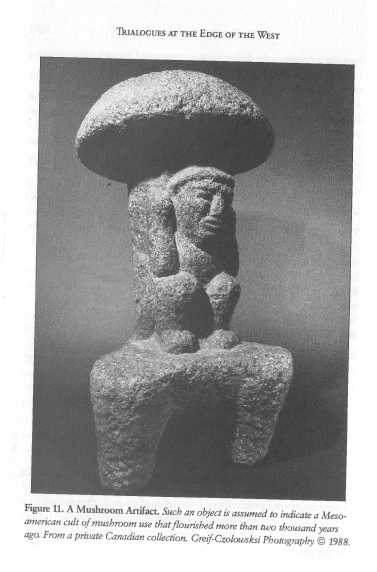 TRIALOGUES AT THE EDGE OF THE WEST
Figure 11. A Mushroom Artifact. Such an object is assumed to indicate a Meso-
american cult of mushroom use that flourished more than two thousand years
ago. From a private Canadian collection. Greif-Czolowski Photography © 1988.